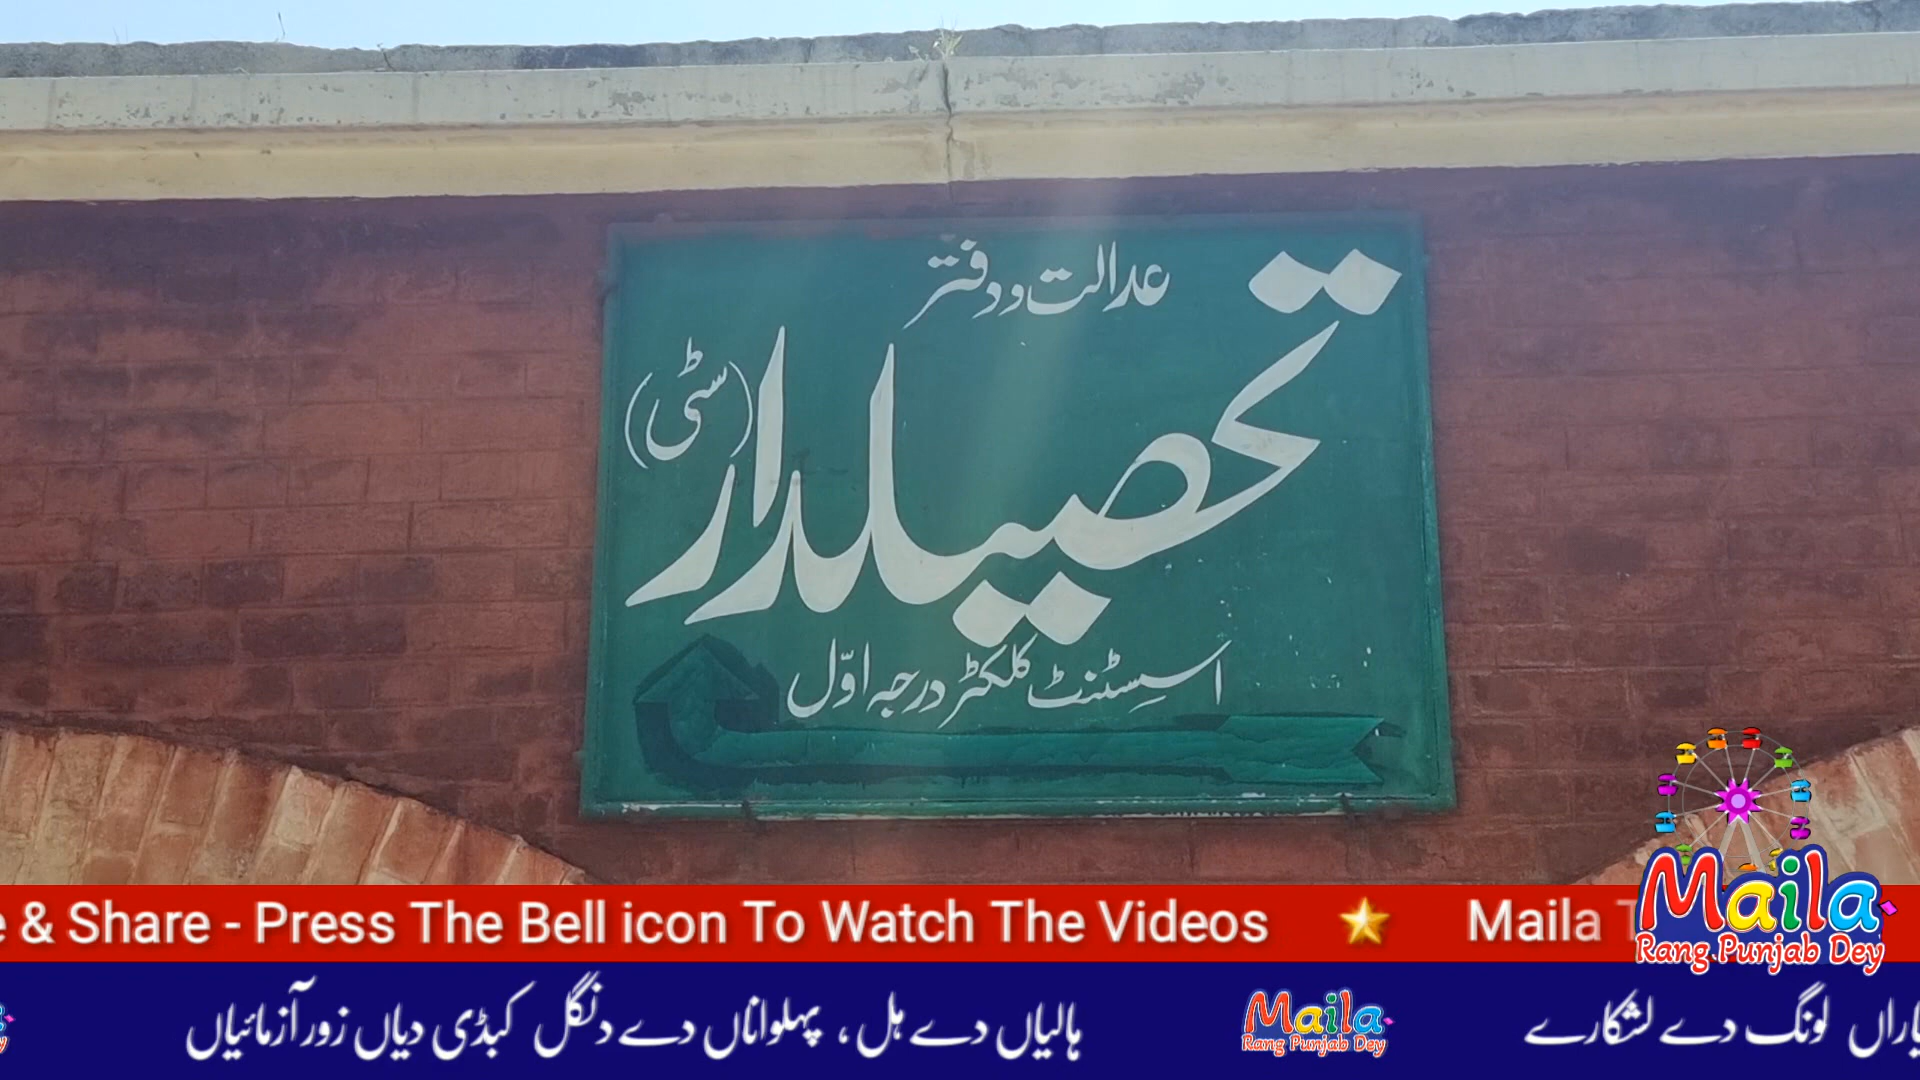 عدالت و دفتر
تحصیلدار (سٹی)
اسِسٹنٹ کلکٹر درجہ اوّل
& Share - Press The Bell icon To Watch The Videos
Maila
Maila
Rang Punjab Dey
ہالیاں دے ہل ، پہلواناں دے دنگل کبڈی دیاں زور آزمائیاں
Maila
Rang Punjab Dey
لونگ دے لشکارے